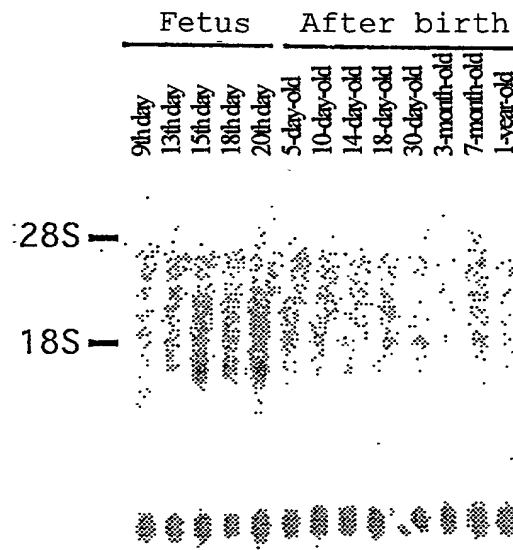 Fetus After birth
9th day 13th day 15th day 18th day 20th day 5-day-old 10-day-old 14-day-old 18-day-old 30-day-old 3-month-old 7-month-old 1-year-old
28S
18S